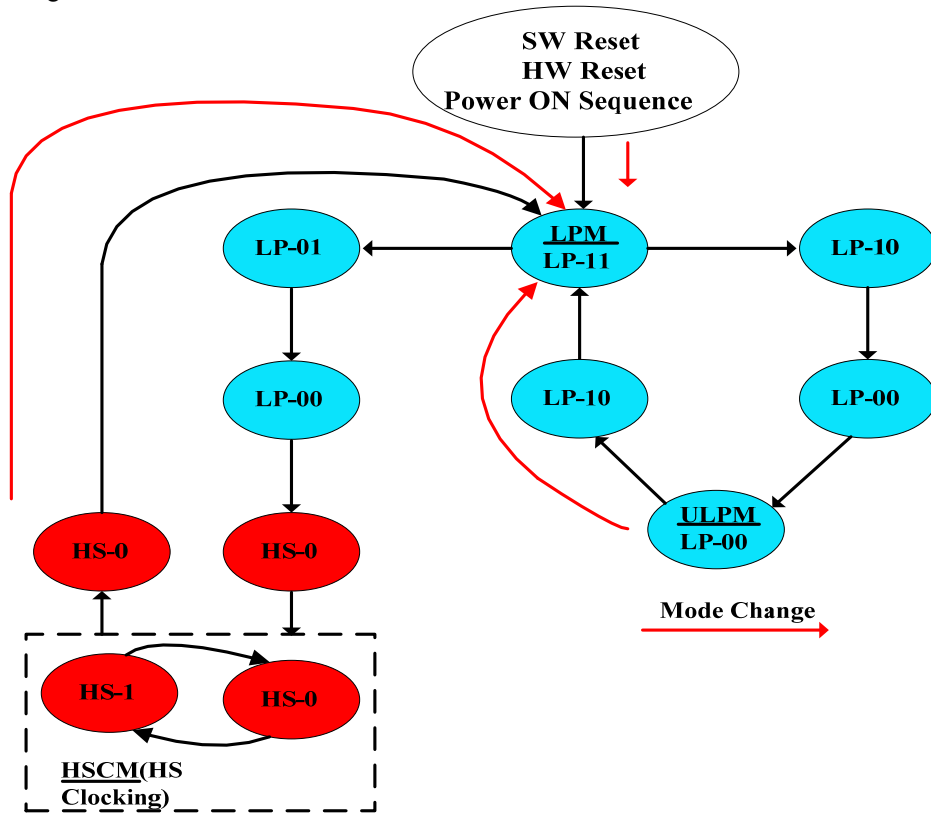 SW Reset
HW Reset
Power ON Sequence
LP-01
LPM
LP-11
LP-10
LP-00
LP-10
LP-00
HS-0
HS-0
ULPM
LP-00
Mode Change
HS-1
HS-0
HSCM(HS
Clocking)